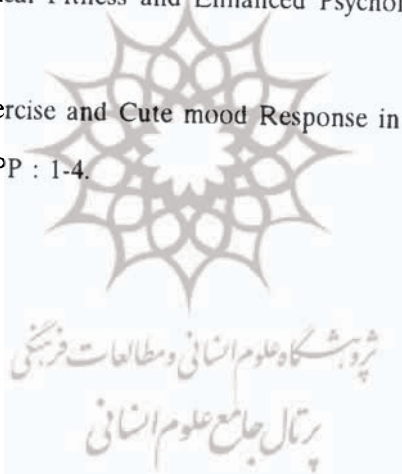 cal Fitness and Enhanced Psychol
ercise and Cute mood Response in
PP : 1-4.
پژوهشگاه علوم انسانی و مطالعات فرهنگی
پرتال جامع علوم انسانی